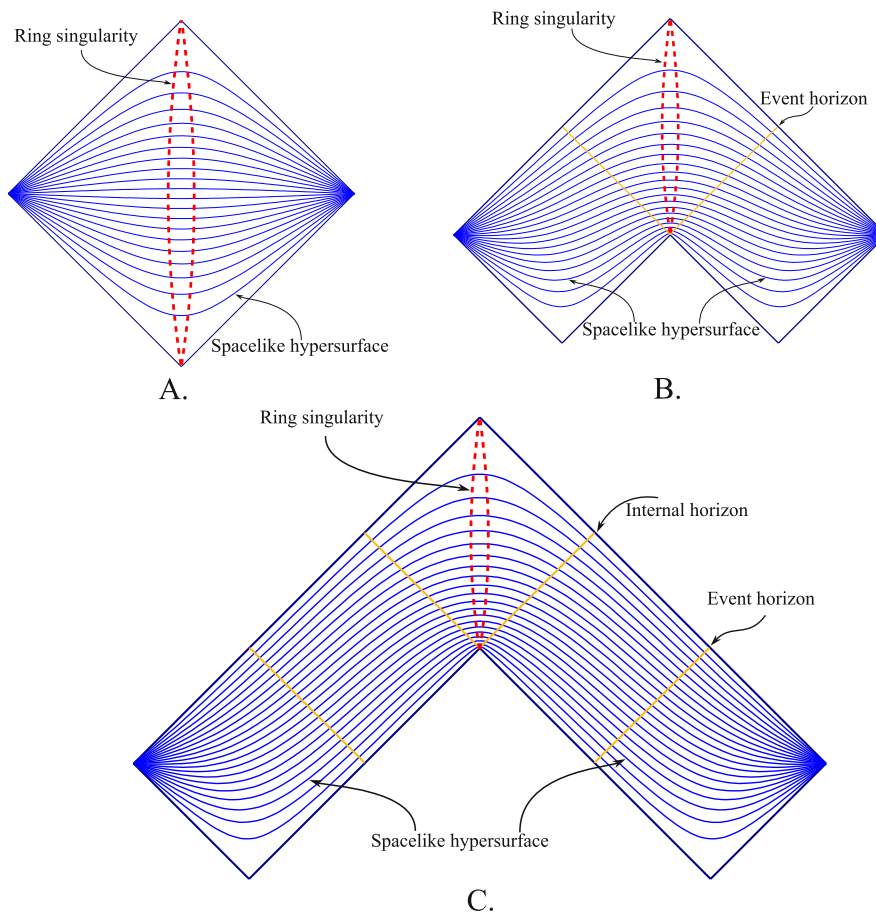 Ring singularity
Spacelike hypersurface
A.
Ring singularity
Event horizon
Spacelike hypersurface
B.
Ring singularity
Internal horizon
Event horizon
Spacelike hypersurface
C.